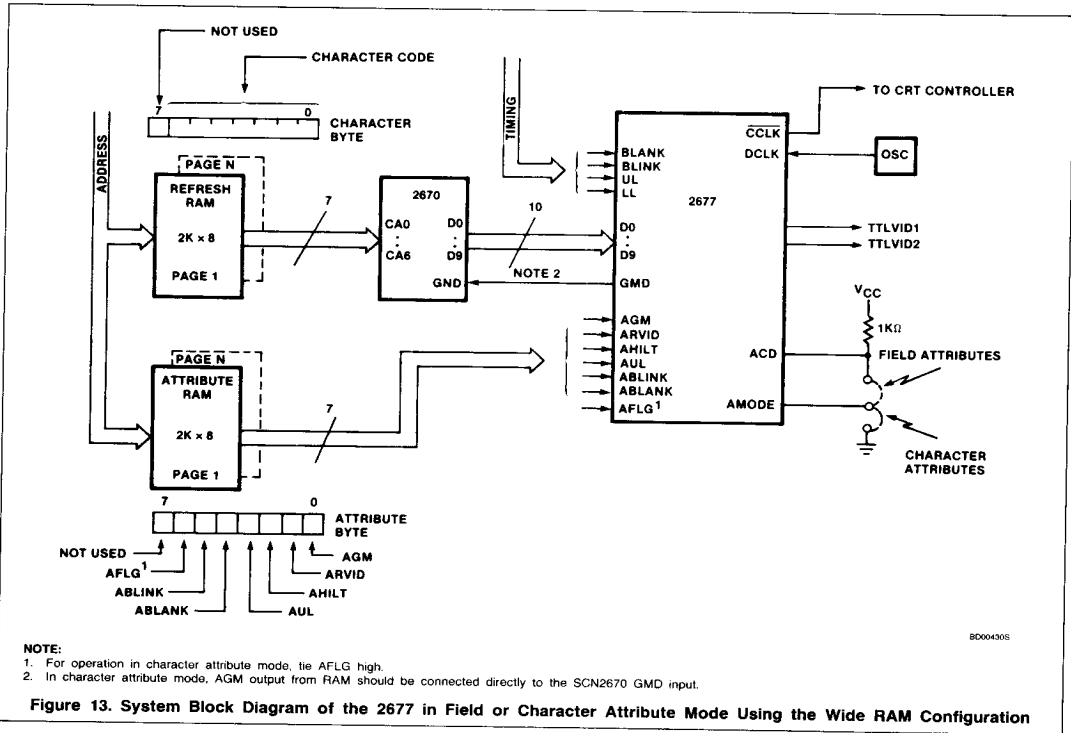 NOT USED
CHARACTER CODE
7 0
CHARACTER
BYTE
ADDRESS
TIMING
PAGE N
REFRESH
RAM
2K × 8
PAGE 1
7
2670
CA0 D0
CA6 D9
GND
10
NOTE 2
BLANK
BLINK
UL
LL
D0
D9
GMD
AGM
ARVID
AHILT
AUL
ABLINK
ABLANK
AFLG1
2677
CCLK
DCLK
ACD
AMODE
TO CRT CONTROLLER
OSC
TTLVID1
TTLVID2
VCC
1KΩ
FIELD ATTRIBUTES
CHARACTER
ATTRIBUTES
PAGE N
ATTRIBUTE
RAM
2K × 8
PAGE 1
7
7 0
ATTRIBUTE
BYTE
NOT USED
AFLG1
ABLINK
ABLANK
AGM
ARVID
AHILT
AUL
BD00430S
NOTE:
1. For operation in character attribute mode, tie AFLG high.
2. In character attribute mode, AGM output from RAM should be connected directly to the SCN2670 GMD input.
Figure 13. System Block Diagram of the 2677 in Field or Character Attribute Mode Using the Wide RAM Configuration